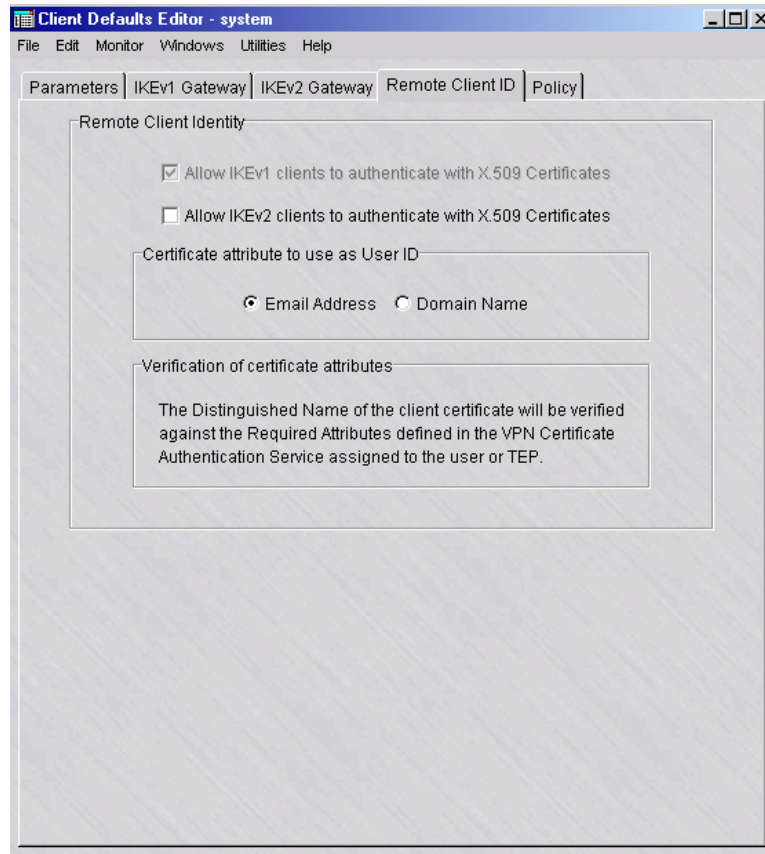 Client Defaults Editor - system
File Edit Monitor Windows Utilities Help
Parameters IKEv1 Gateway IKEv2 Gateway Remote Client ID Policy
Remote Client Identity
Allow IKEv1 clients to authenticate with X.509 Certificates
Allow IKEv2 clients to authenticate with X.509 Certificates
Certificate attribute to use as User ID
Email Address Domain Name
Verification of certificate attributes
The Distinguished Name of the client certificate will be verified
against the Required Attributes defined in the VPN Certificate
Authentication Service assigned to the user or TEP.